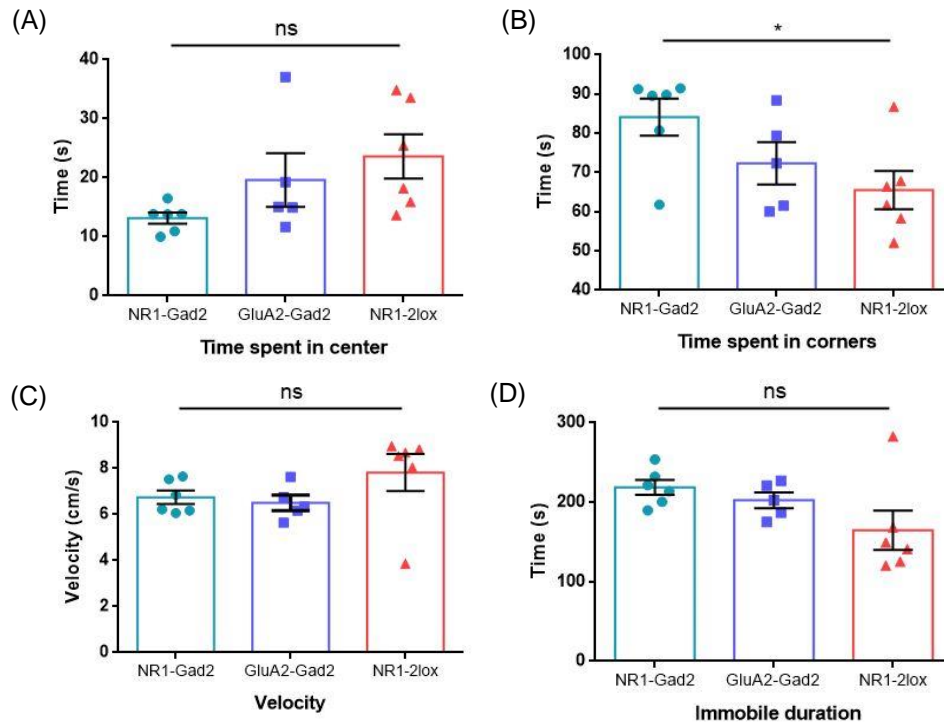 (A)
ns
Time (s)
40
30
20
10
0
NR1-Gad2 GluA2-Gad2 NR1-2lox
Time spent in center
(B)
*
Time (s)
100
90
80
70
60
50
40
NR1-Gad2 GluA2-Gad2 NR1-2lox
Time spent in corners
(C)
ns
Velocity (cm/s)
10
8
6
4
2
0
NR1-Gad2 GluA2-Gad2 NR1-2lox
Velocity
(D)
ns
Time (s)
300
200
100
0
NR1-Gad2 GluA2-Gad2 NR1-2lox
Immobile duration